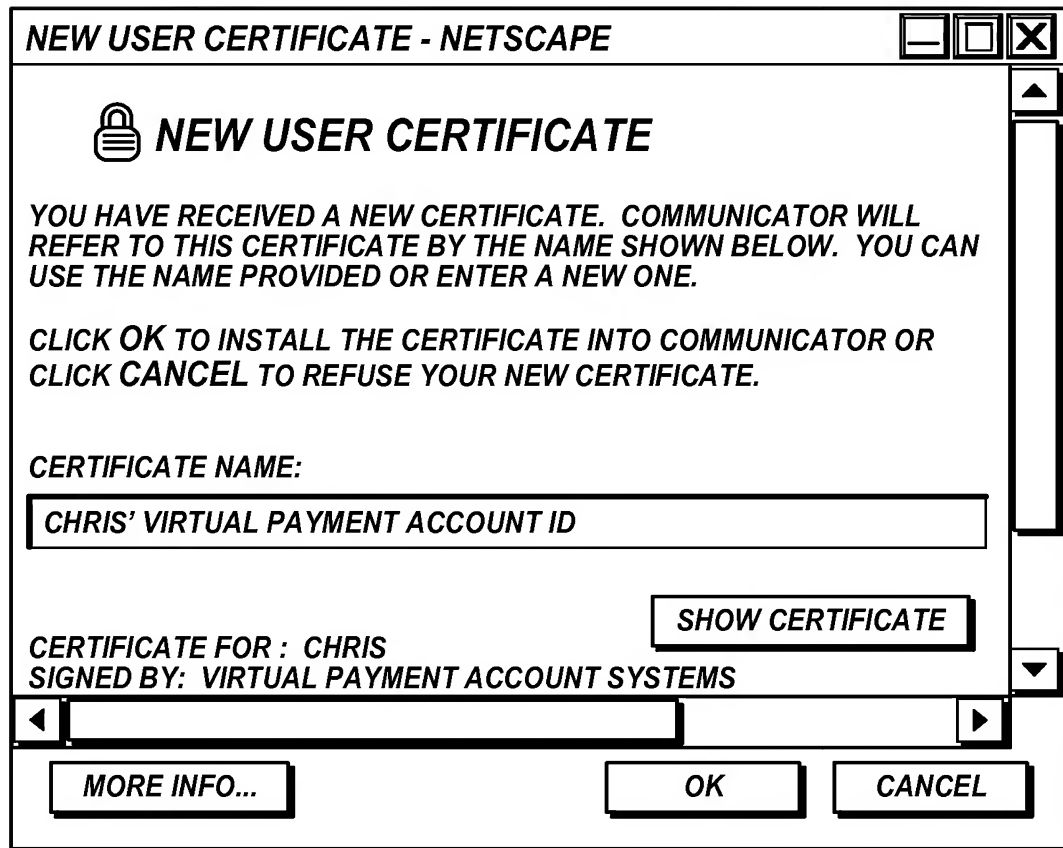 NEW USER CERTIFICATE - NETSCAPE
NEW USER CERTIFICATE
YOU HAVE RECEIVED A NEW CERTIFICATE.  COMMUNICATOR WILL
REFER TO THIS CERTIFICATE BY THE NAME SHOWN BELOW.  YOU CAN
USE THE NAME PROVIDED OR ENTER A NEW ONE.
CLICK OK TO INSTALL THE CERTIFICATE INTO COMMUNICATOR OR
CLICK CANCEL TO REFUSE YOUR NEW CERTIFICATE.
CERTIFICATE NAME:
CHRIS’ VIRTUAL PAYMENT ACCOUNT ID
SHOW CERTIFICATE
CERTIFICATE FOR :  CHRIS
SIGNED BY:  VIRTUAL PAYMENT ACCOUNT SYSTEMS
MORE INFO...
OK
CANCEL